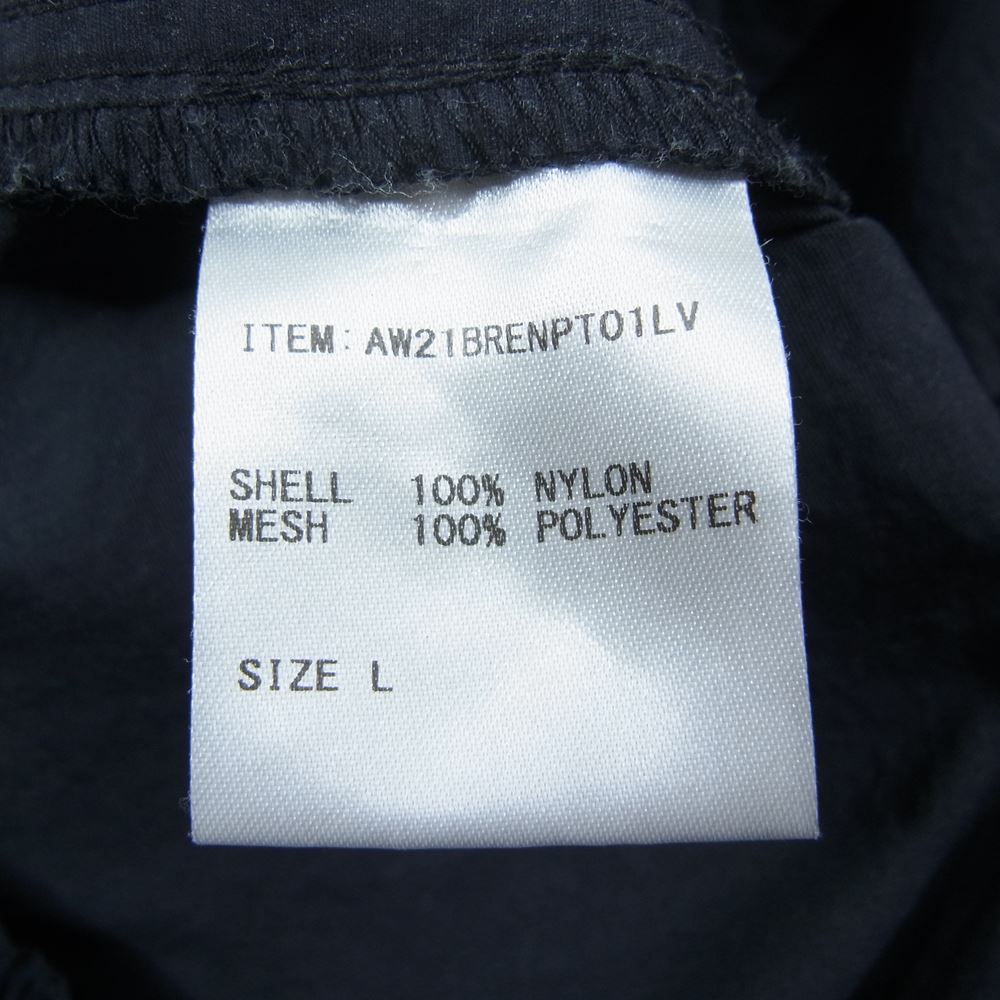 ITEM: AW21BRENPT01LV
SHELL 100% NYLON
MESH 100% POLYESTER
SIZE L